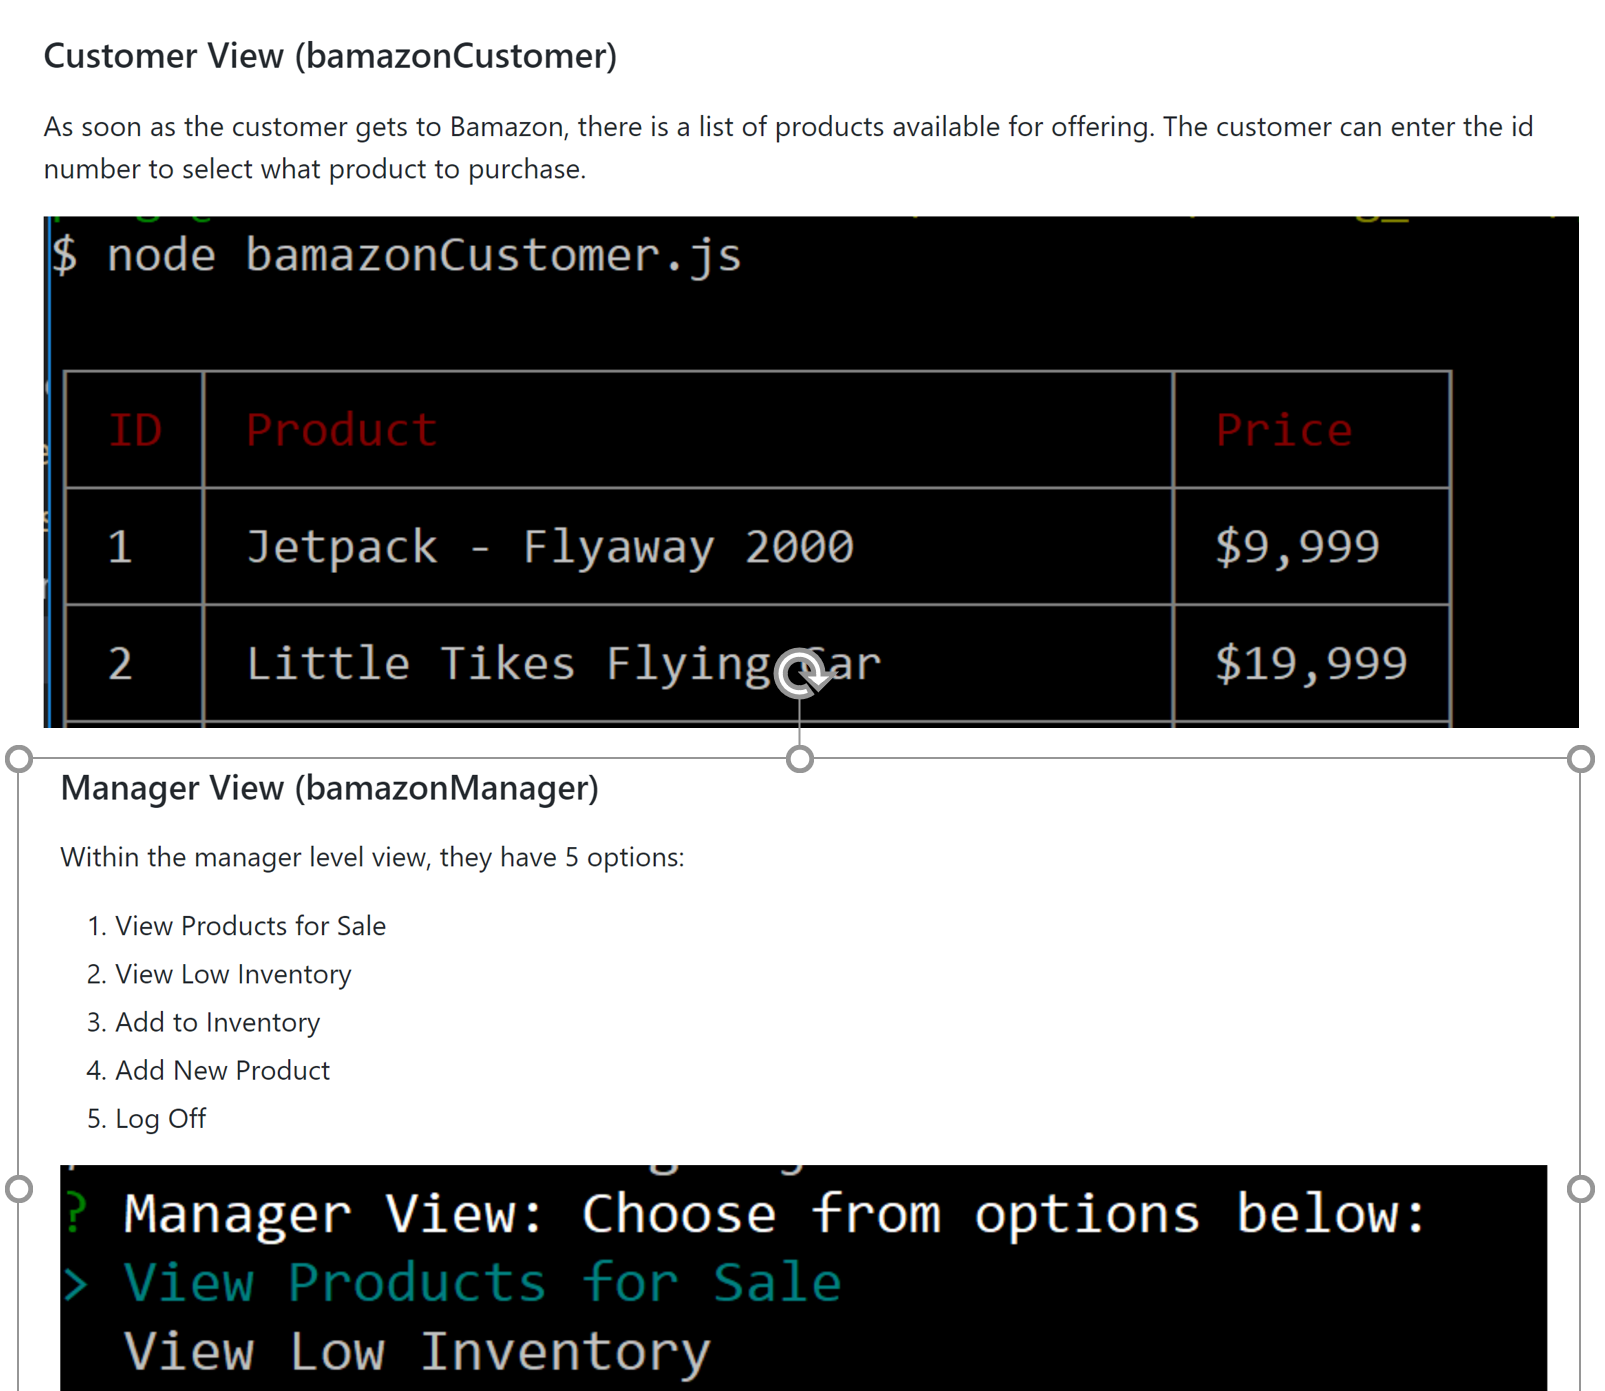 Customer View (bamazonCustomer)
As soon as the customer gets to Bamazon, there is a list of products available for offering. The customer can enter the id
number to select what product to purchase.
$ node bamazonCustomer.js
ID Product Price
1 Jetpack - Flyaway 2000 $9,999
2 Little Tikes Flying Car $19,999
Manager View (bamazonManager)
Within the manager level view, they have 5 options:
1. View Products for Sale
2. View Low Inventory
3. Add to Inventory
4. Add New Product
5. Log Off
? Manager View: Choose from options below:
> View Products for Sale
View Low Inventory